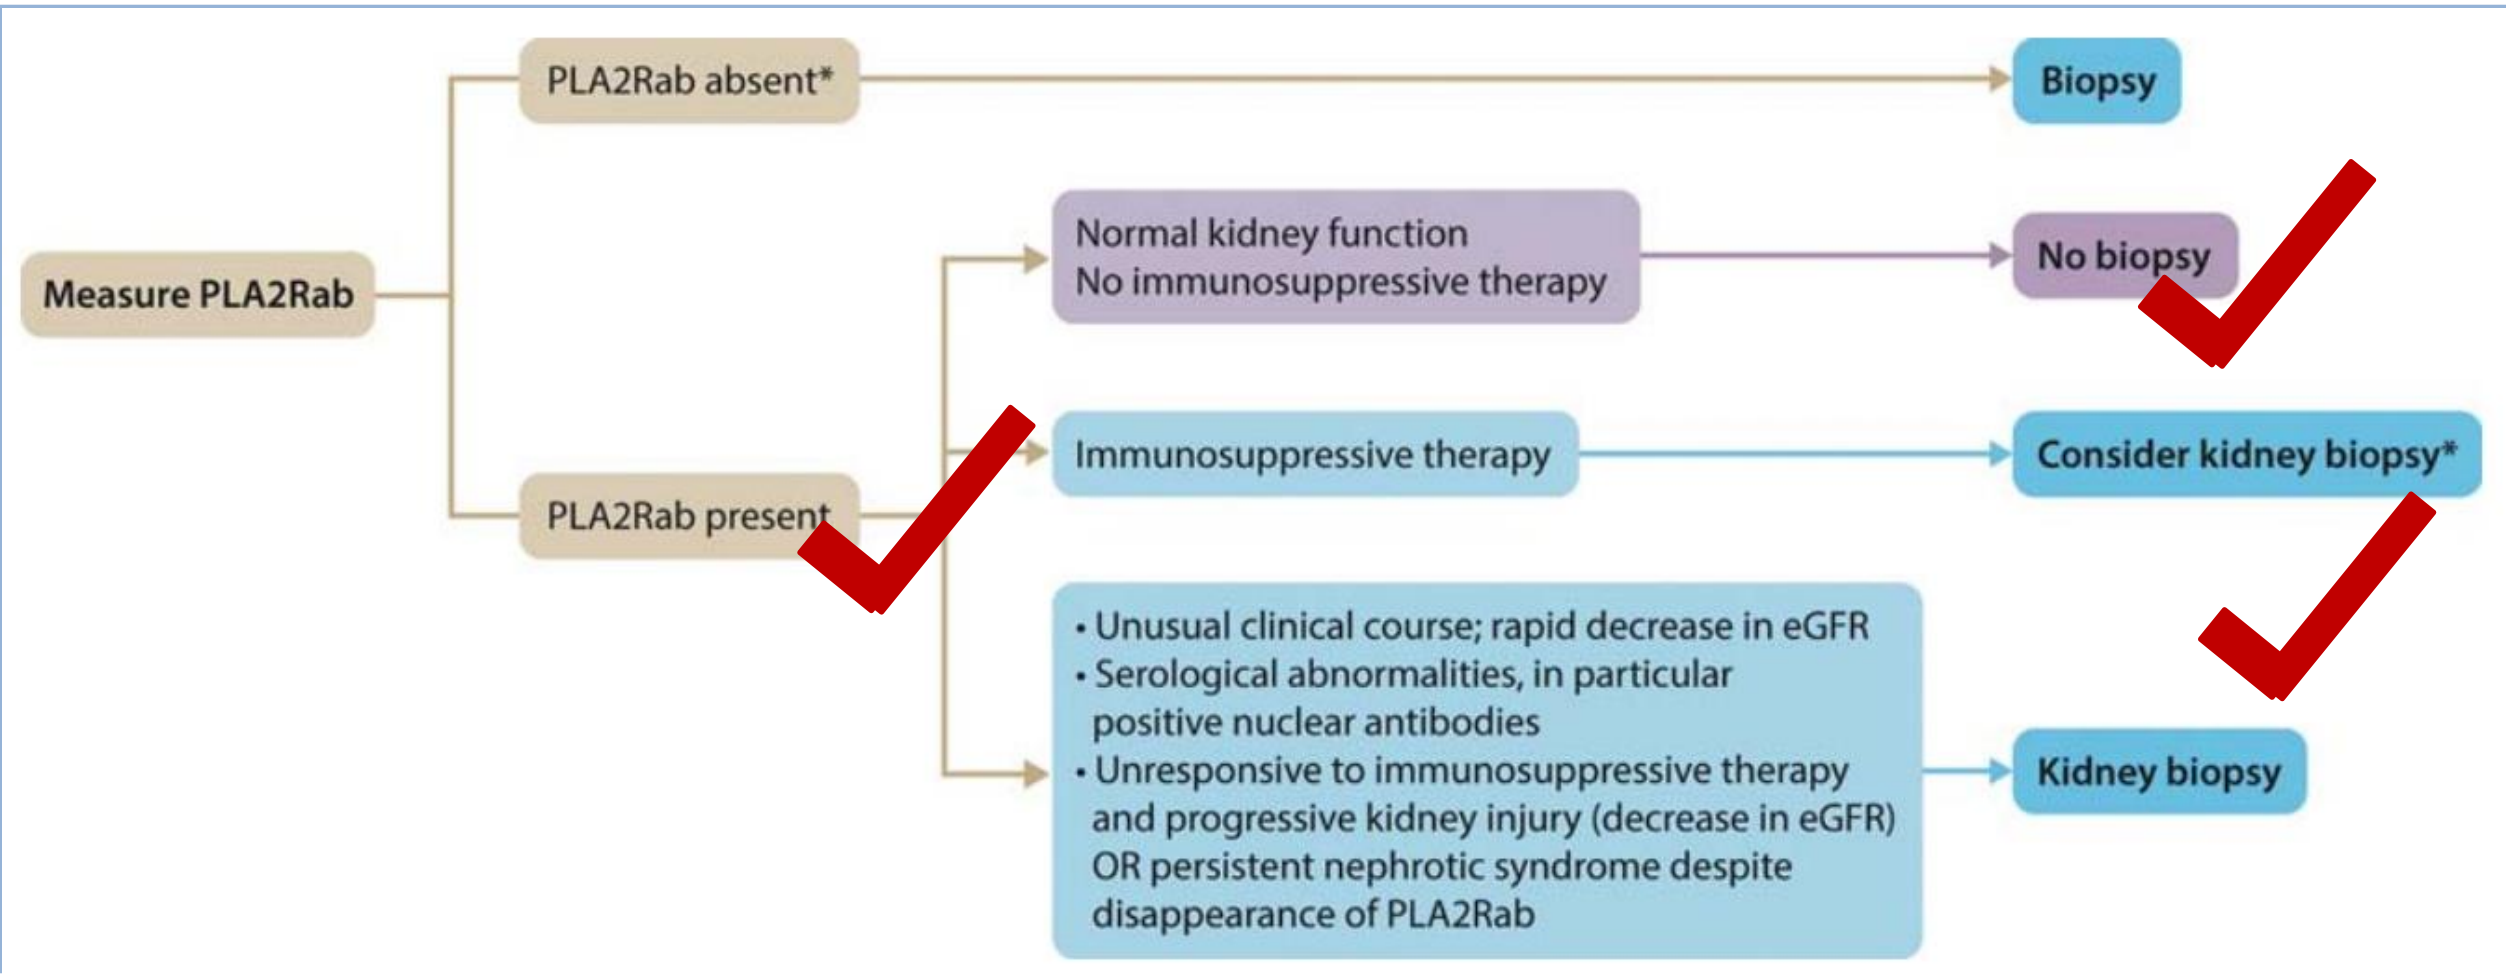 PLA2Rab absent*
Biopsy
Measure PLA2Rab
Normal kidney function
No immunosuppressive therapy
No biopsy
PLA2Rab present
Immunosuppressive therapy
Consider kidney biopsy*
• Unusual clinical course; rapid decrease in eGFR
• Serological abnormalities, in particular
positive nuclear antibodies
• Unresponsive to immunosuppressive therapy
and progressive kidney injury (decrease in eGFR)
OR persistent nephrotic syndrome despite
disappearance of PLA2Rab
Kidney biopsy